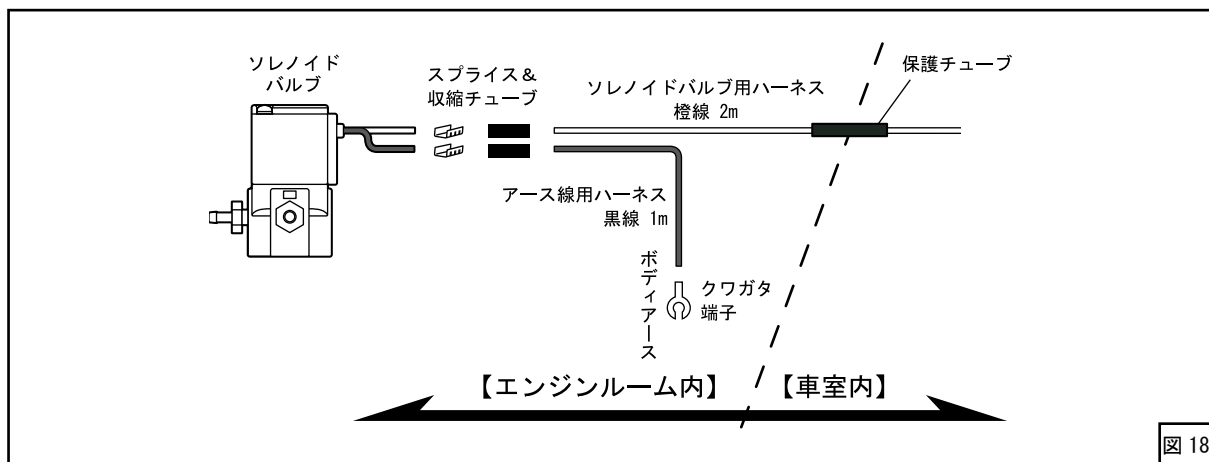 ソレノイド
バルブ
スプライス&
収縮チューブ
ソレノイドバルブ用ハーネス
橙線 2m
保護チューブ
アース線用ハーネス
黒線 1m
ボディアース
クワガタ
端子
【エンジンルーム内】
【車室内】
図 18